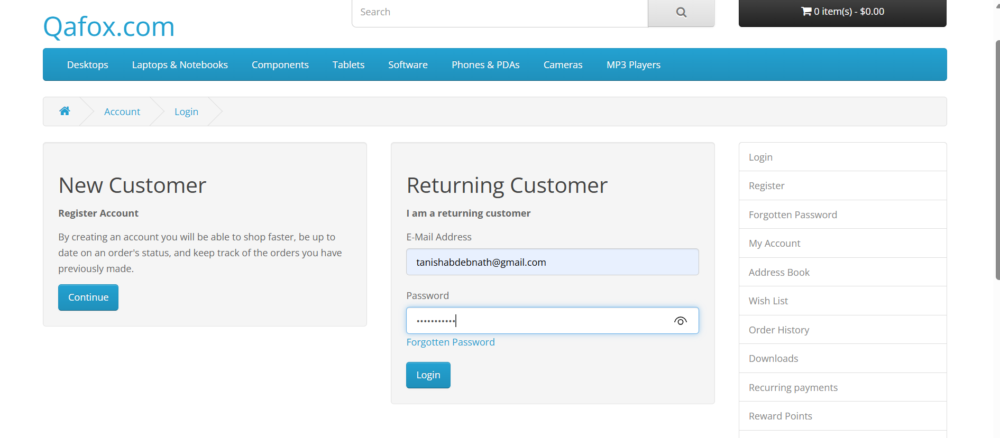 Qafox.com
Search
0 item(s) - $0.00
Desktops
Laptops & Notebooks
Components
Tablets
Software
Phones & PDAs
Cameras
MP3 Players
Account
Login
New Customer
Register Account
By creating an account you will be able to shop faster, be up to
date on an order's status, and keep track of the orders you have
previously made.
Continue
Returning Customer
I am a returning customer
E-Mail Address
tanishabdebnath@gmail.com
Password
•••••••••••
Forgotten Password
Login
Login
Register
Forgotten Password
My Account
Address Book
Wish List
Order History
Downloads
Recurring payments
Reward Points